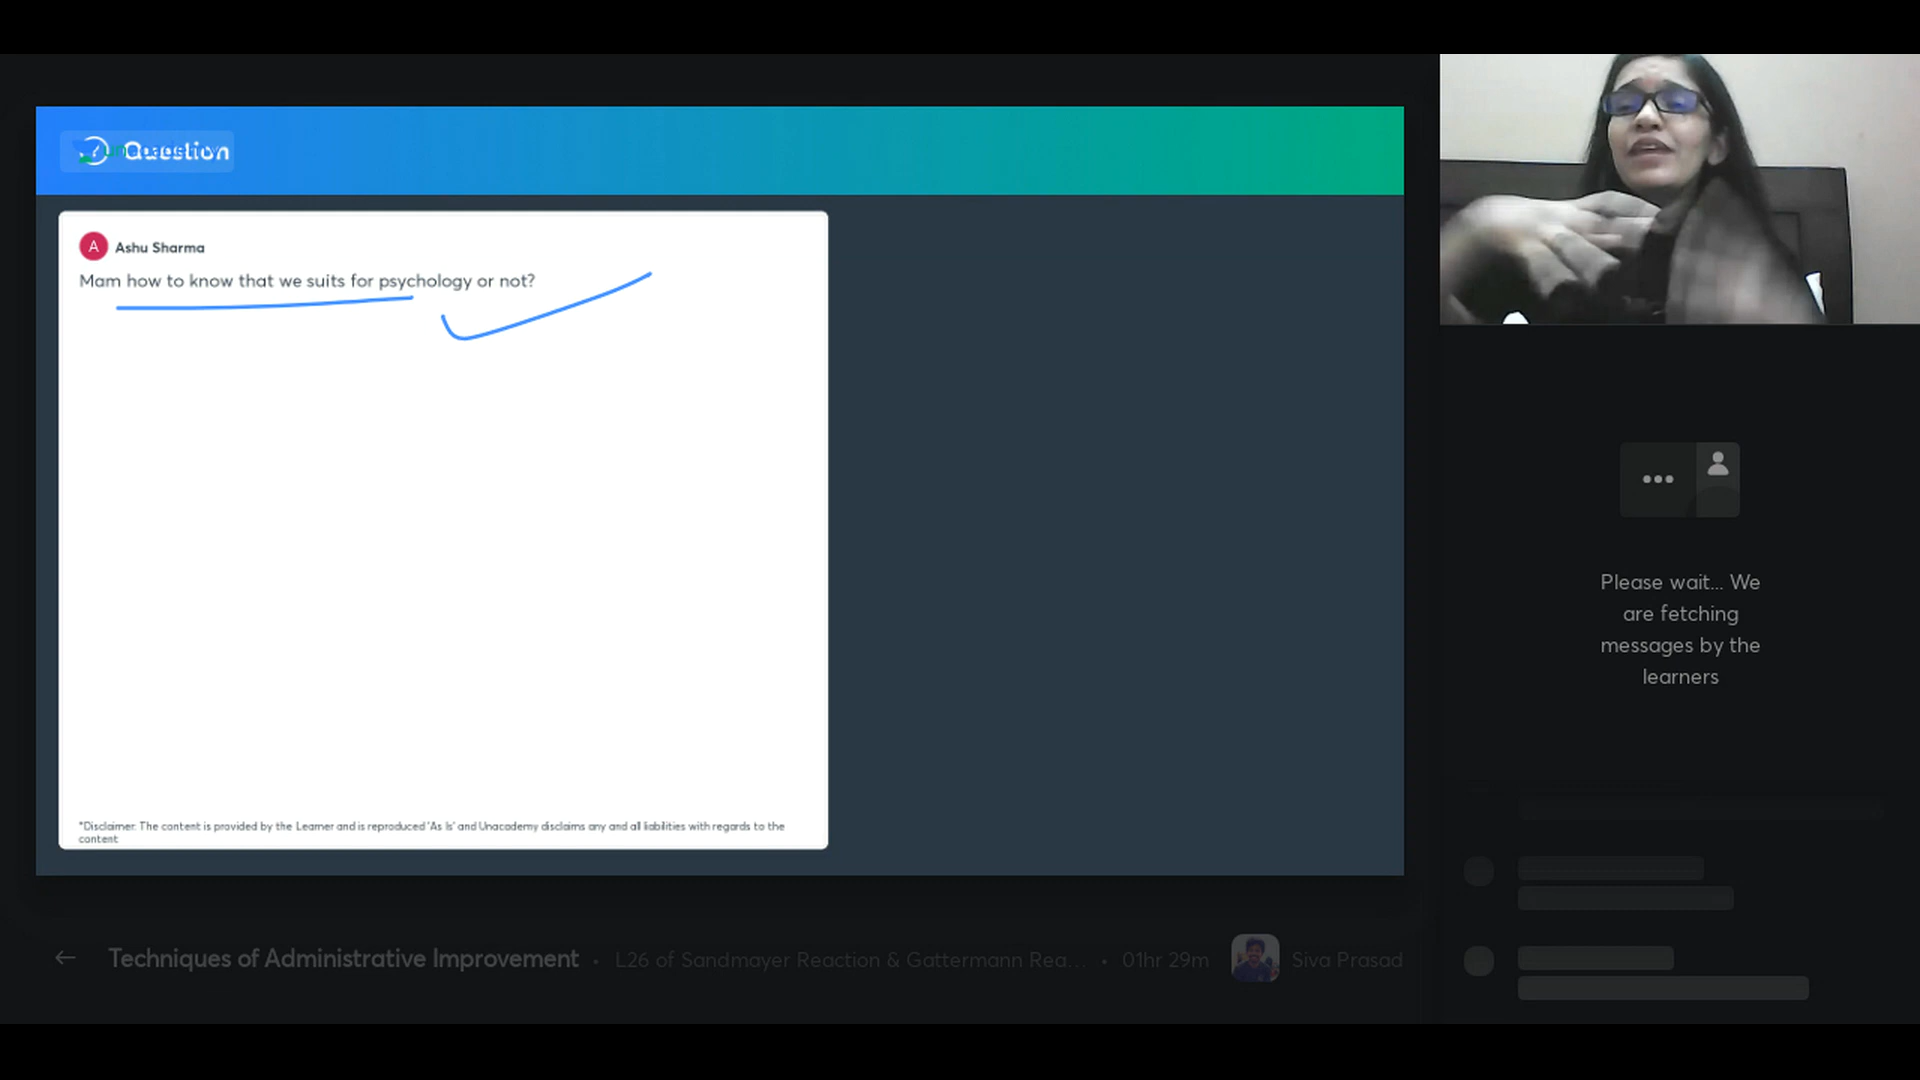 Question
A Ashu Sharma
Mam how to know that we suits for psychology or not?
*Disclaimer: The content is provided by the Learner and is reproduced 'As Is' and Unacademy disclaims any and all liabilities with regards to the
content
Please wait... We
are fetching
messages by the
learners
Techniques of Administrative Improvement • L26 of Sandmayer Reaction & Gattermann Rea... • 01hr 29m Siva Prasad